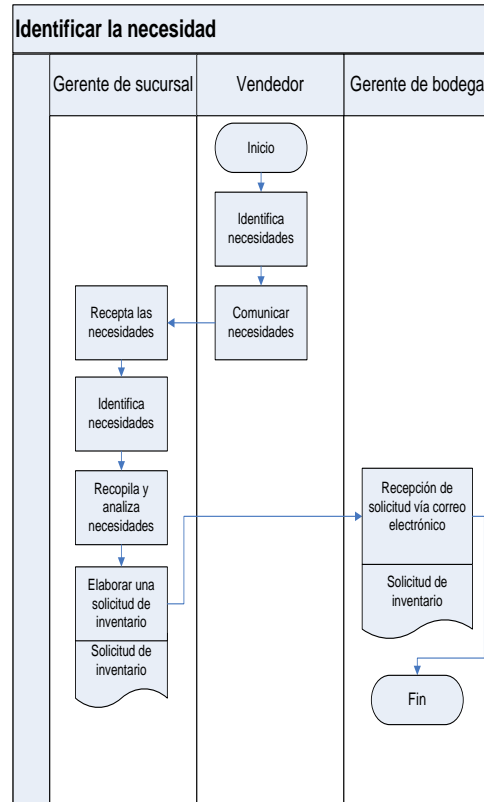 Identificar la necesidad
Gerente de sucursal
Vendedor
Gerente de bodega
Inicio
Identifica
necesidades
Comunicar
necesidades
Recepta las
necesidades
Identifica
necesidades
Recopila y
analiza
necesidades
Elaborar una
solicitud de
inventario
Solicitud de
inventario
Recepción de
solicitud vía correo
electrónico
Solicitud de
inventario
Fin